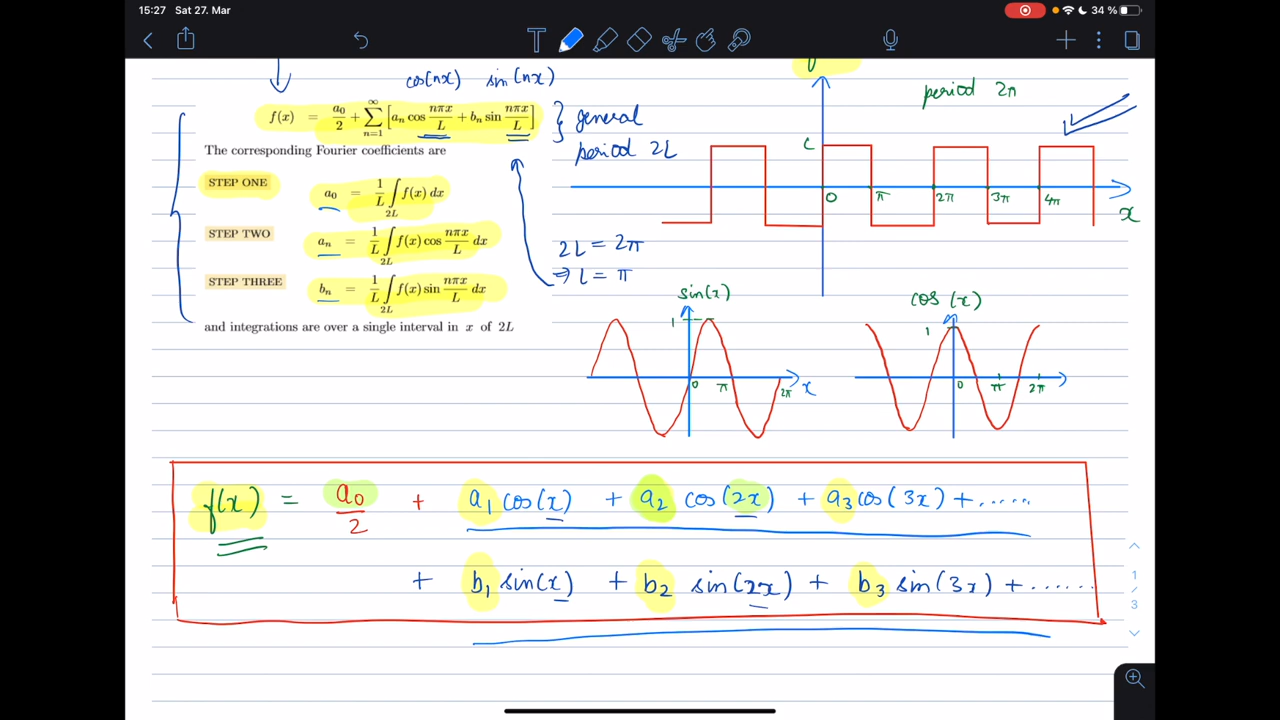 15:27 Sat 27. Mar
34 %
cos(nx) sin(nx)
f(x) = a₀/2 + ∑_{n=1}^{∞} [aₙ cos nπx/L + bₙ sin nπx/L]
The corresponding Fourier coefficients are
STEP ONE
a₀ = 1/L ∫_{2L} f(x) dx
STEP TWO
aₙ = 1/L ∫_{2L} f(x) cos nπx/L dx
STEP THREE
bₙ = 1/L ∫_{2L} f(x) sin nπx/L dx
and integrations are over a single interval in x of 2L
general
period 2L
2L = 2π
⇒ L = π
period 2π
C
0 π 2π 3π 4π
x
sin(x)
1
0 π 2π x
cos(x)
1
0 π 2π
f(x) = a₀/2 + a₁ cos(x) + a₂ cos(2x) + a₃ cos(3x) + .....
+ b₁ sin(x) + b₂ sin(2x) + b₃ sin(3x) + ......
1
/
3